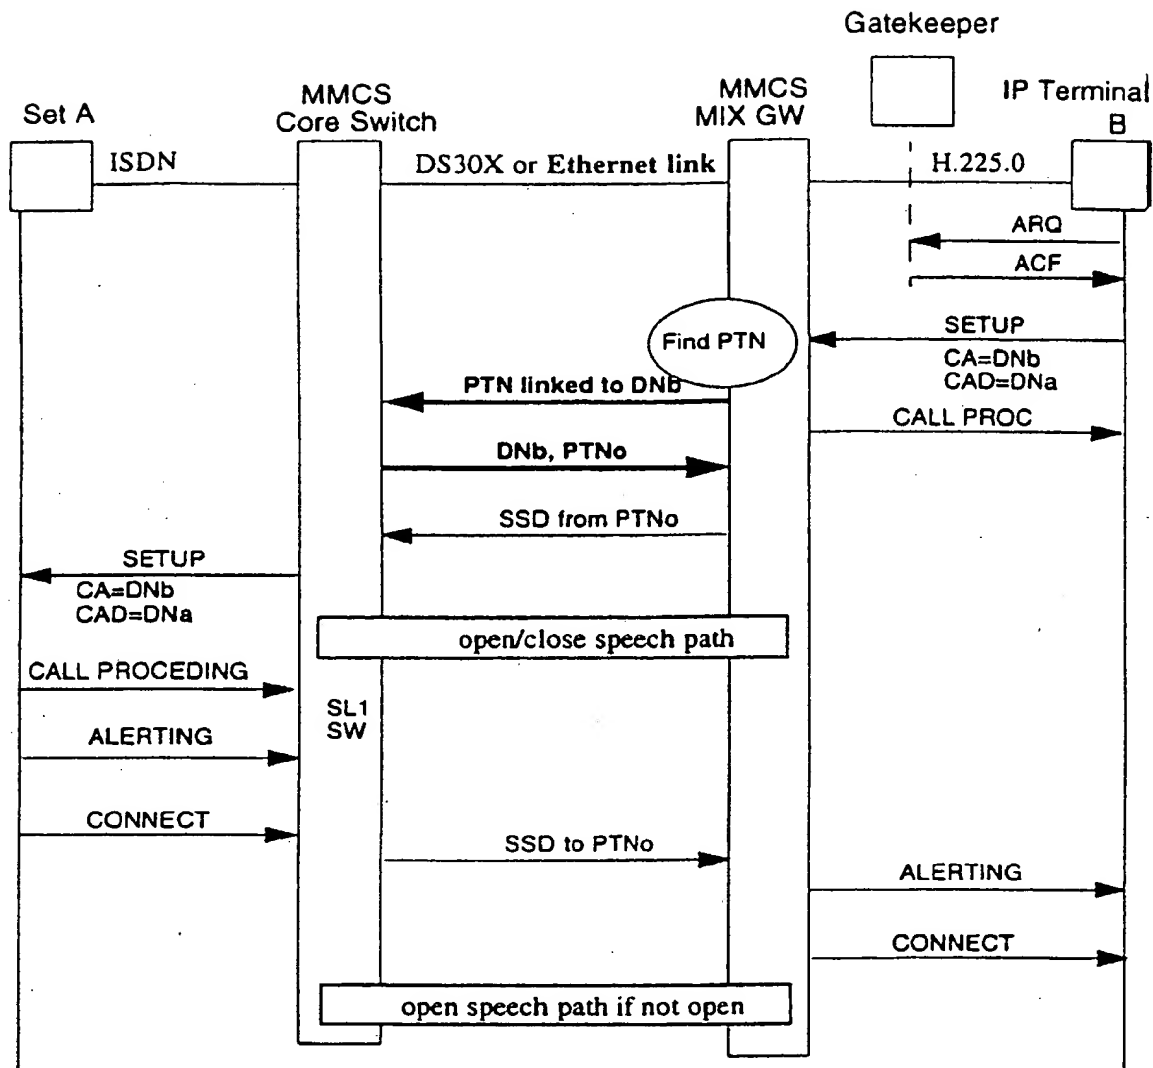 Gatekeeper
Set A
MMCS
Core Switch
MMCS
MIX GW
IP Terminal
B
ISDN
DS30X or Ethernet link
H.225.0
ARQ
ACF
Find PTN
SETUP
CA=DNb
CAD=DNa
PTN linked to DNb
CALL PROC
DNb, PTNo
SSD from PTNo
SETUP
CA=DNb
CAD=DNa
open/close speech path
CALL PROCEDING
SL1
SW
ALERTING
CONNECT
SSD to PTNo
ALERTING
CONNECT
open speech path if not open